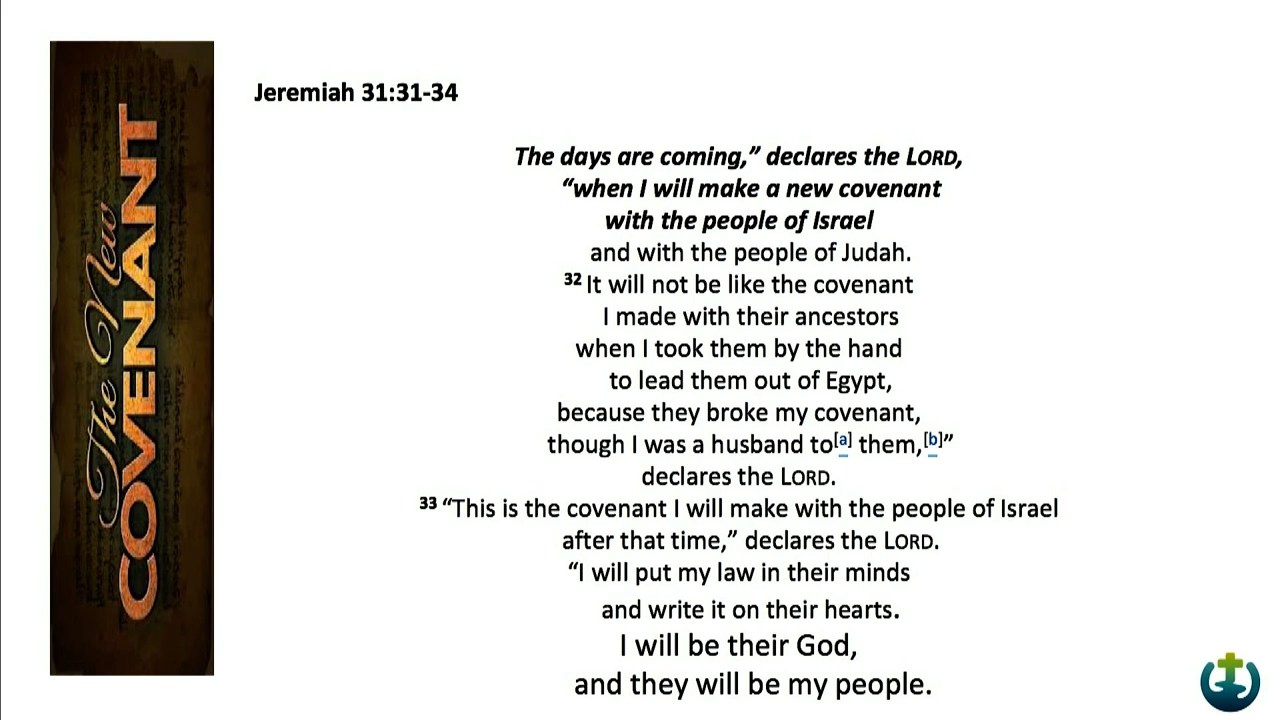 The New
COVENANT
Jeremiah 31:31-34
The days are coming,” declares the LORD,
“when I will make a new covenant
with the people of Israel
and with the people of Judah.
32 It will not be like the covenant
I made with their ancestors
when I took them by the hand
to lead them out of Egypt,
because they broke my covenant,
though I was a husband to[a] them,[b]”
declares the LORD.
33 “This is the covenant I will make with the people of Israel
after that time,” declares the LORD.
“I will put my law in their minds
and write it on their hearts.
I will be their God,
and they will be my people.